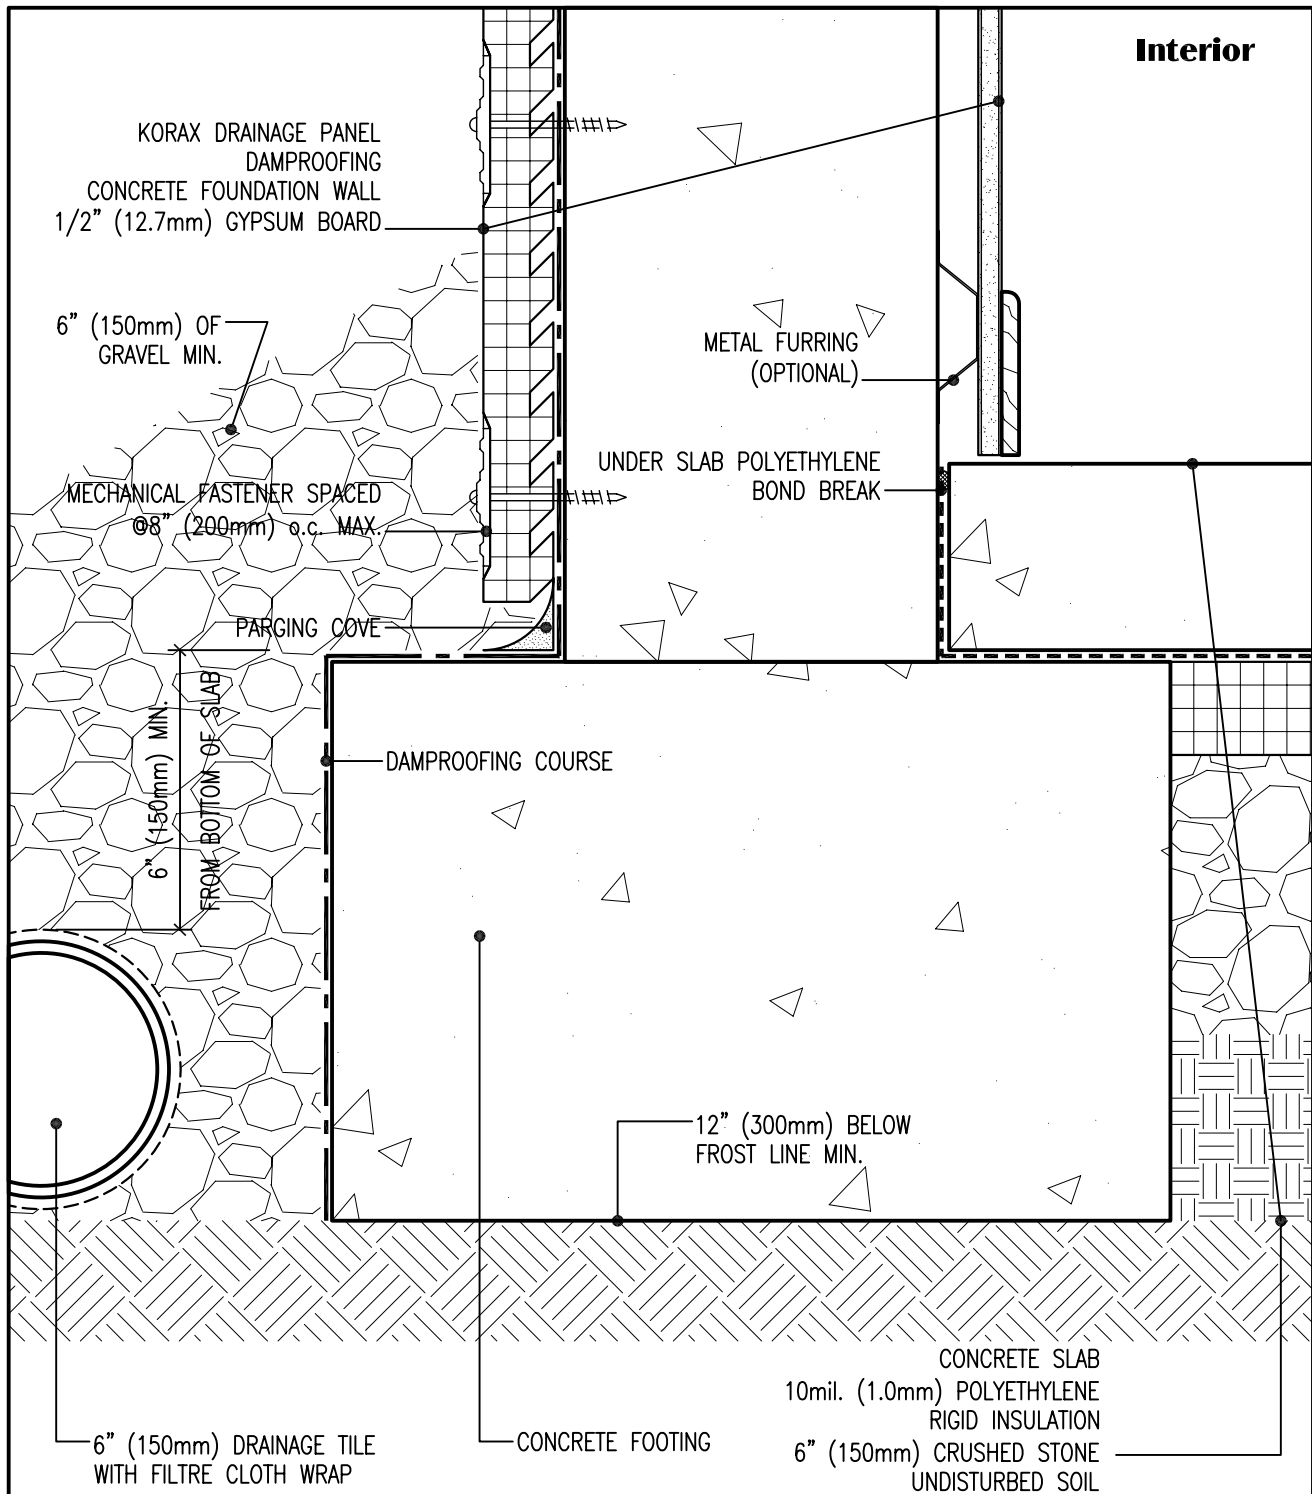 Interior
KORAX DRAINAGE PANEL
DAMPROOFING
CONCRETE FOUNDATION WALL
1/2" (12.7mm) GYPSUM BOARD
6" (150mm) OF
GRAVEL MIN.
METAL FURRING
(OPTIONAL)
UNDER SLAB POLYETHYLENE
BOND BREAK
MECHANICAL FASTENER SPACED
@8" (200mm) o.c. MAX.
PARGING COVE
6" (150mm) MIN.
FROM BOTTOM OF SLAB
DAMPROOFING COURSE
12" (300mm) BELOW
FROST LINE MIN.
CONCRETE SLAB
10mil. (1.0mm) POLYETHYLENE
RIGID INSULATION
6" (150mm) CRUSHED STONE
UNDISTURBED SOIL
6" (150mm) DRAINAGE TILE
WITH FILTRE CLOTH WRAP
CONCRETE FOOTING